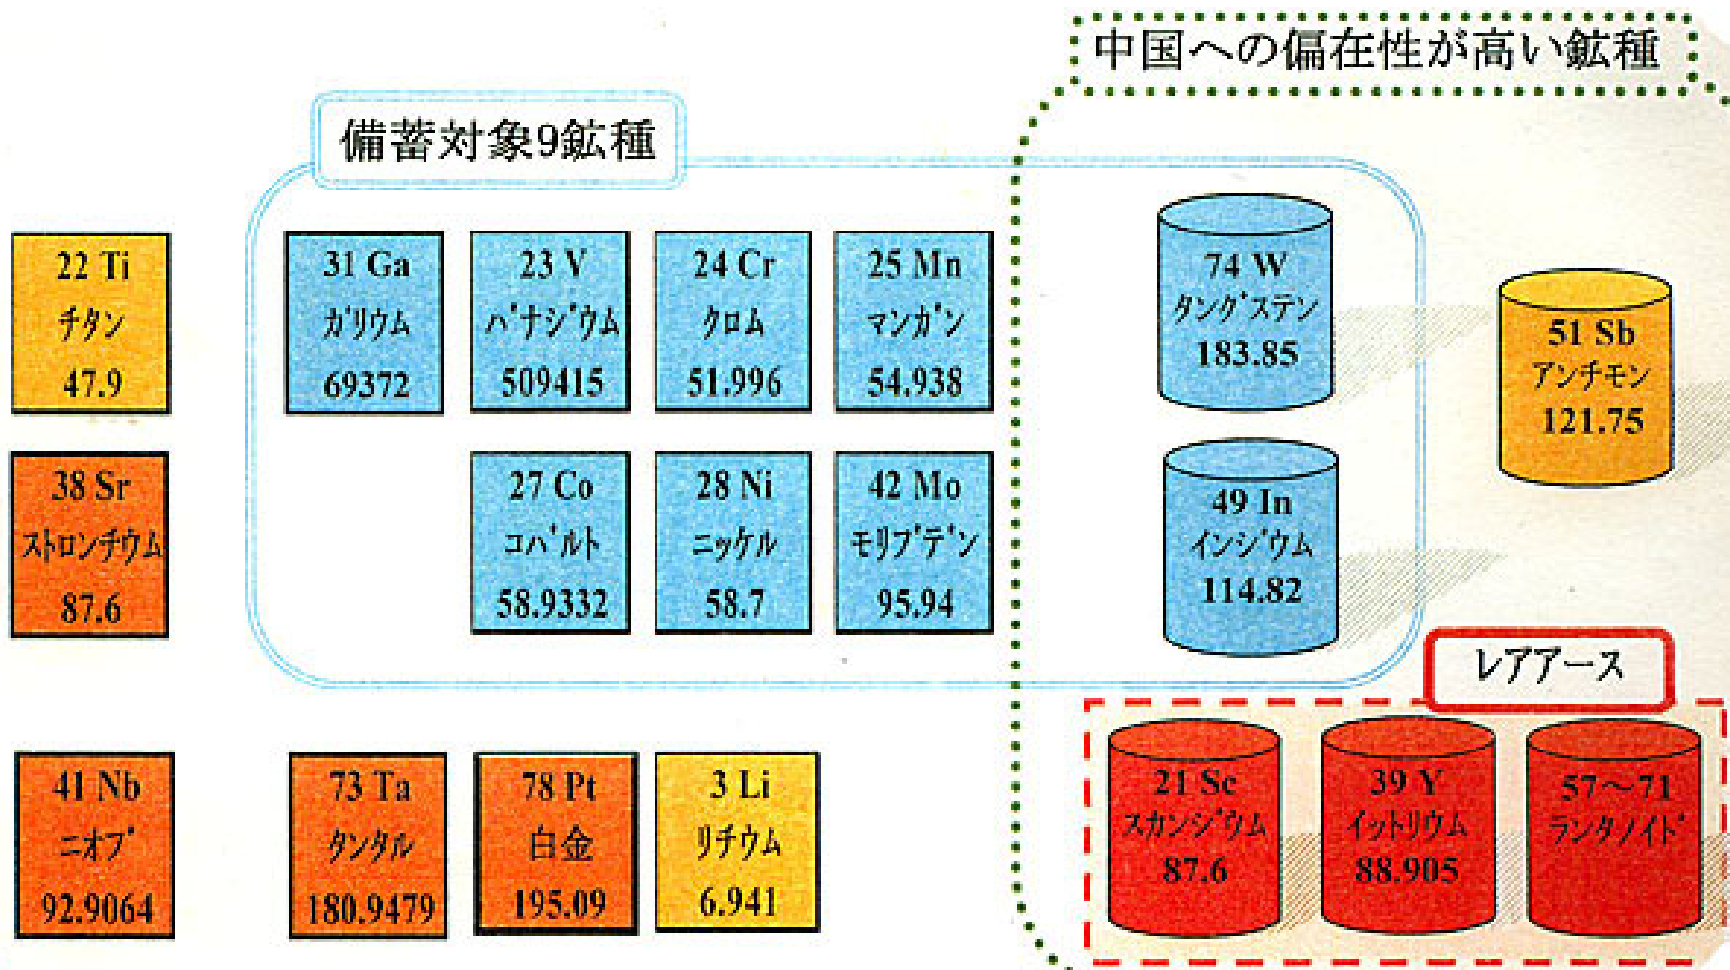 中国への偏在性が高い鉱種
備蓄対象9鉱種
22 Ti
チタン
47.9
31 Ga
ガリウム
69372
23 V
バナジウム
509415
24 Cr
クロム
51.996
25 Mn
マンガン
54.938
74 W
タングステン
183.85
51 Sb
アンチモン
121.75
38 Sr
ストロンチウム
87.6
27 Co
コバルト
58.9332
28 Ni
ニッケル
58.7
42 Mo
モリブデン
95.94
49 In
インジウム
114.82
レアアース
41 Nb
ニオブ
92.9064
73 Ta
タンタル
180.9479
78 Pt
白金
195.09
3 Li
リチウム
6.941
21 Sc
スカンジウム
87.6
39 Y
イットリウム
88.905
57～71
ランタノイド